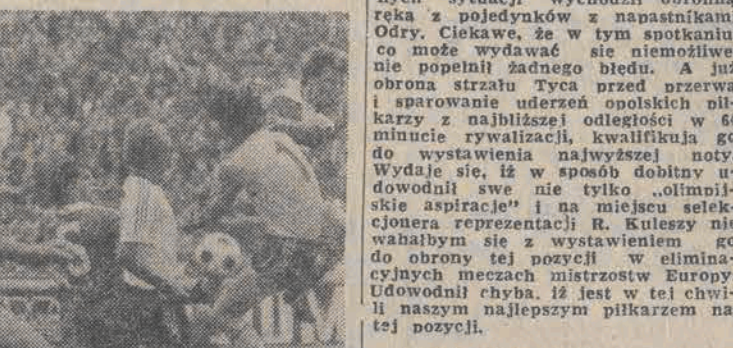 sytuacji wychodził obronną
ręką z pojedynków z napastnikami
Odry. Ciekawe, że w tym spotkaniu
co może wydawać się niemożliwe
nie popełnił żadnego błędu. A już
obrona strzału Tyca przed przerwą
i sparowanie uderzeń opolskich pił-
karzy z najbliższej odległości w 6
minucie rywalizacji, kwalifikują go
do wystawienia najwyższej noty.
Wydaje się, iż w sposób dobitny u-
dowodnił swe nie tylko „olimpij-
skie aspiracje" i na miejscu selek-
cjonera reprezentacji R. Kuleszy nie
wahałbym się z wystawieniem go
do obrony tej pozycji w elimina-
cyjnych meczach mistrzostw Europy.
Udowodnił chyba, iż jest w tej chwi-
li naszym najlepszym piłkarzem na
tej pozycji.